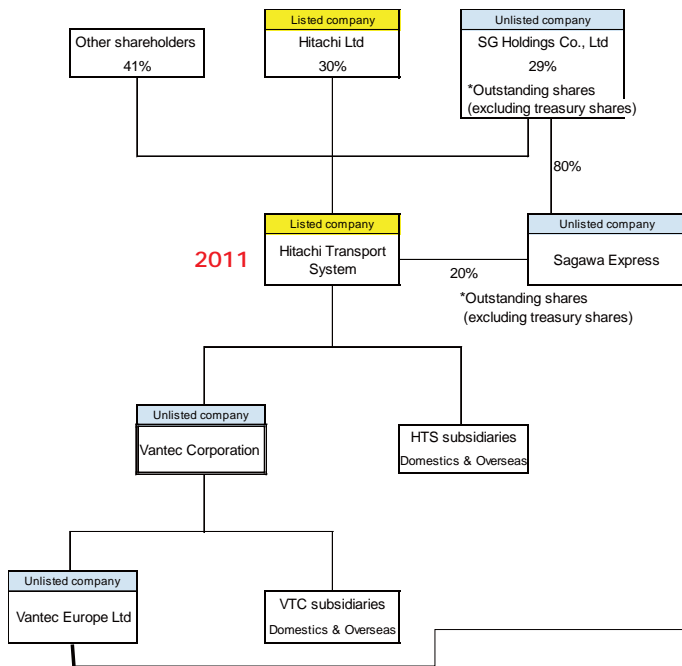 Listed company
Unlisted company
Other shareholders
41%
Hitachi Ltd
30%
SG Holdings Co., Ltd
29%
*Outstanding shares
(excluding treasury shares)
80%
Listed company
Unlisted company
2011
Hitachi Transport
System
20%
Sagawa Express
*Outstanding shares
(excluding treasury shares)
Unlisted company
Vantec Corporation
HTS subsidiaries
Domestics & Overseas
Unlisted company
Vantec Europe Ltd
VTC subsidiaries
Domestics & Overseas